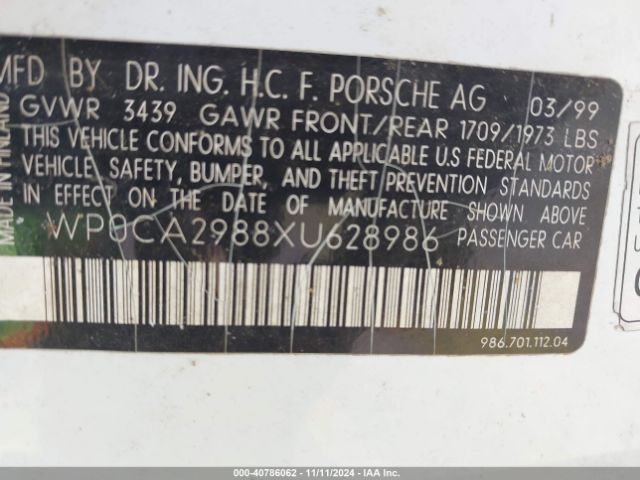 MFD BY DR. ING. H.C. F. PORSCHE AG 03/99
GVWR 3439 GAWR FRONT/REAR 1709/1973 LBS
THIS VEHICLE CONFORMS TO ALL APPLICABLE U.S FEDERAL MOTOR
VEHICLE SAFETY, BUMPER, AND THEFT PREVENTION STANDARDS
IN EFFECT ON THE DATE OF MANUFACTURE SHOWN ABOVE.
WP0CA2988XU628986 PASSENGER CAR
986.701.112.04
MADE IN FINLAND
000-40786062 - 11/11/2024 - IAA Inc.